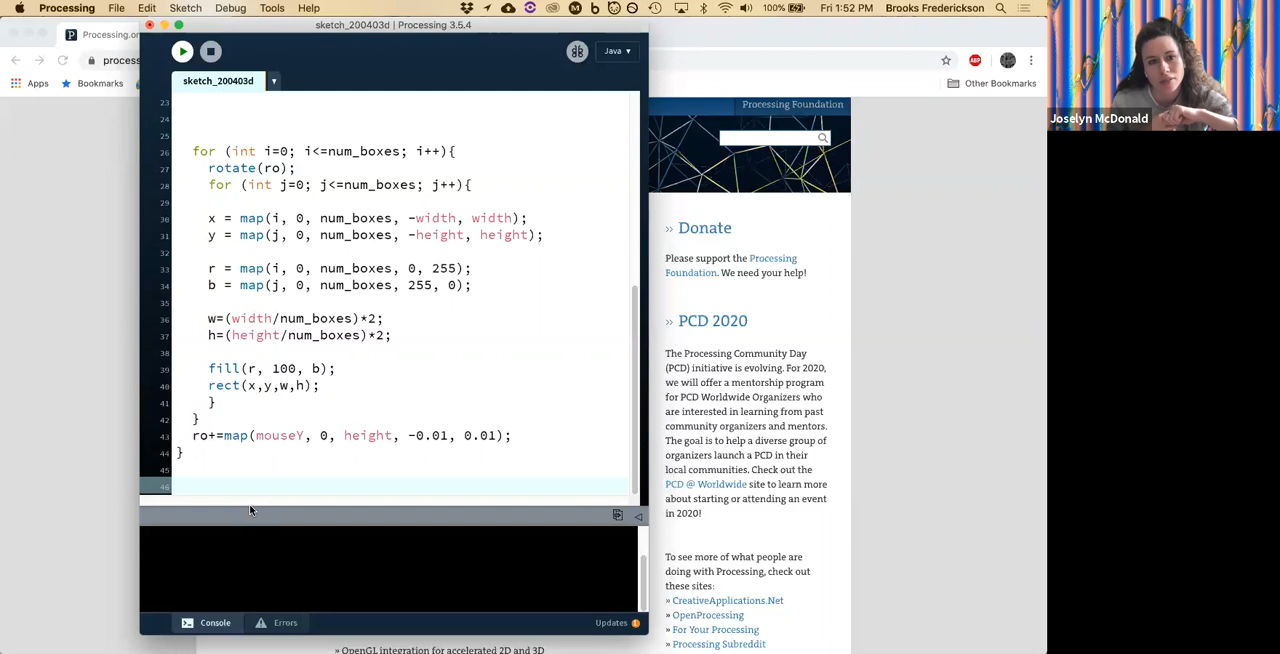 Processing File Edit Sketch Debug Tools Help
100% Fri 1:52 PM Brooks Frederickson
sketch_200403d | Processing 3.5.4
Processing.or
proces
Java ▾
Apps Bookmarks
Other Bookmarks
sketch_200403d
23
24
25
26 for (int i=0; i<=num_boxes; i++){
27 rotate(ro);
28 for (int j=0; j<=num_boxes; j++){
29
30 x = map(i, 0, num_boxes, -width, width);
31 y = map(j, 0, num_boxes, -height, height);
32
33 r = map(i, 0, num_boxes, 0, 255);
34 b = map(j, 0, num_boxes, 255, 0);
35
36 w=(width/num_boxes)*2;
37 h=(height/num_boxes)*2;
38
39 fill(r, 100, b);
40 rect(x,y,w,h);
41 }
42 }
43 ro+=map(mouseY, 0, height, -0.01, 0.01);
44 }
45
46
Console Errors
Updates 1
Processing Foundation
» Donate
Please support the Processing
Foundation. We need your help!
» PCD 2020
The Processing Community Day
(PCD) initiative is evolving. For 2020,
we will offer a mentorship program
for PCD Worldwide Organizers who
are interested in learning from past
community organizers and mentors.
The goal is to help a diverse group of
organizers launch a PCD in their
local communities. Check out the
PCD @ Worldwide site to learn more
about starting or attending an event
in 2020!
To see more of what people are
doing with Processing, check out
these sites:
» CreativeApplications.Net
» OpenProcessing
» For Your Processing
» Processing Subreddit
» OpenGL integration for accelerated 2D and 3D
ABP
Joselyn McDonald